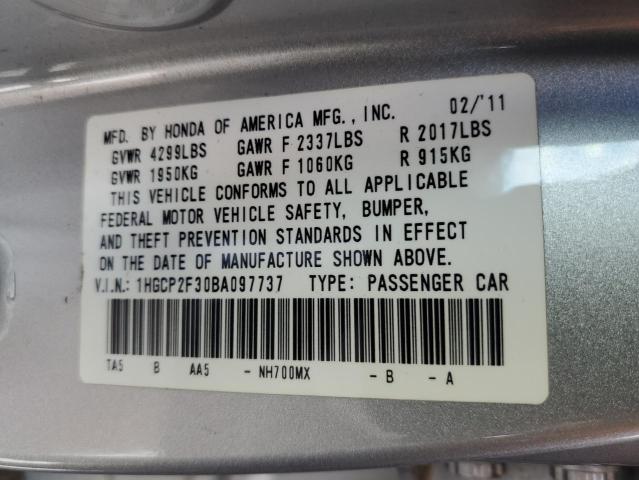 MFD. BY HONDA OF AMERICA MFG., INC. 02/'11
GVWR 4299LBS GAWR F 2337LBS R 2017LBS
GVWR 1950KG GAWR F 1060KG R 915KG
THIS VEHICLE CONFORMS TO ALL APPLICABLE
FEDERAL MOTOR VEHICLE SAFETY, BUMPER,
AND THEFT PREVENTION STANDARDS IN EFFECT
ON THE DATE OF MANUFACTURE SHOWN ABOVE.
V.I.N.: 1HGCP2F30BA097737 TYPE: PASSENGER CAR
TA5 B AA5 - NH700MX - B - A